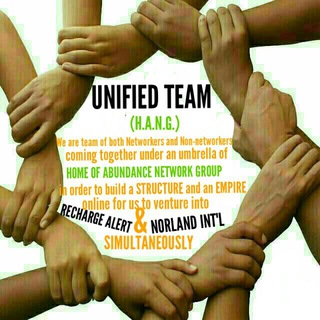 UNIFIED TEAM
(H.A.N.G.)
We are team of both Networkers and Non-networkers
coming together under an umbrella of
HOME OF ABUNDANCE NETWORK GROUP
in order to build a STRUCTURE and an EMPIRE
online for us to venture into
RECHARGE ALERT & NORLAND INT'L
SIMULTANEOUSLY